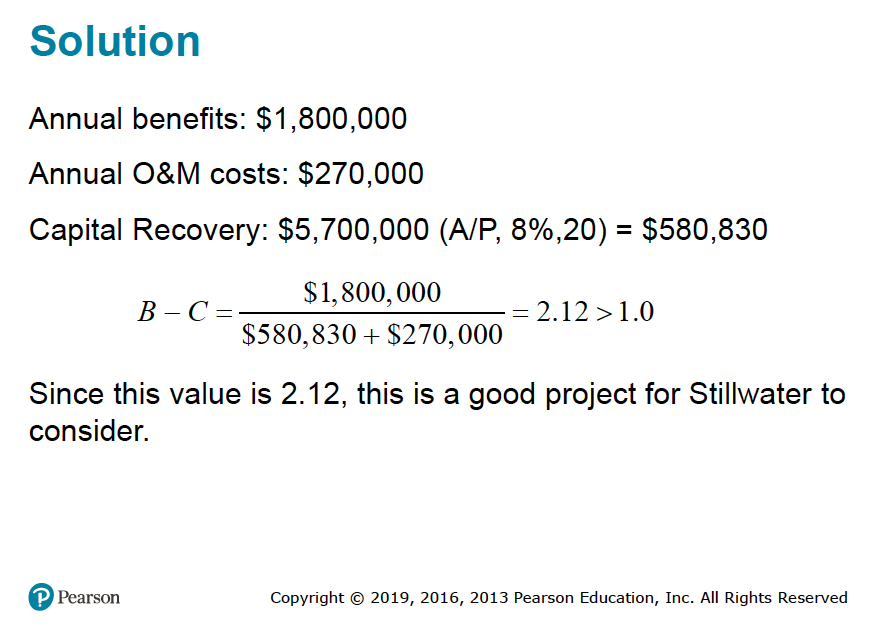 Solution
Annual benefits: $1,800,000
Annual O&M costs: $270,000
Capital Recovery: $5,700,000 (A/P, 8%,20) = $580,830
B – C = $1,800,000 / $580,830 + $270,000 = 2.12 > 1.0
Since this value is 2.12, this is a good project for Stillwater to
consider.
P Pearson
Copyright © 2019, 2016, 2013 Pearson Education, Inc. All Rights Reserved